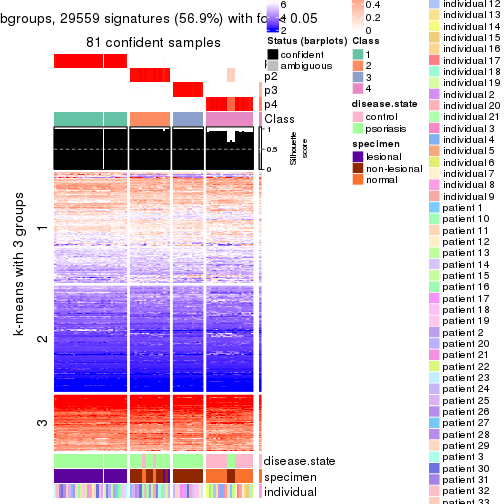 bgroups, 29559 signatures (56.9%) with fd < 0.05
81 confident samples
p2
p3
p4
Class
1
0.5
0
Silhouette
score
k-means with 3 groups
1
2
3
disease.state
specimen
individual
6
4
2
Status (barplots)
confident
ambiguous
0.4
0.2
0
Class
1
2
3
4
disease.state
control
psoriasis
specimen
lesional
non-lesional
normal
individual 12
individual 13
individual 14
individual 15
individual 16
individual 17
individual 18
individual 19
individual 2
individual 20
individual 21
individual 3
individual 4
individual 5
individual 6
individual 7
individual 8
individual 9
patient 1
patient 10
patient 11
patient 12
patient 13
patient 14
patient 15
patient 16
patient 17
patient 18
patient 19
patient 2
patient 20
patient 21
patient 22
patient 23
patient 24
patient 25
patient 26
patient 27
patient 28
patient 29
patient 3
patient 30
patient 31
patient 32
patient 33